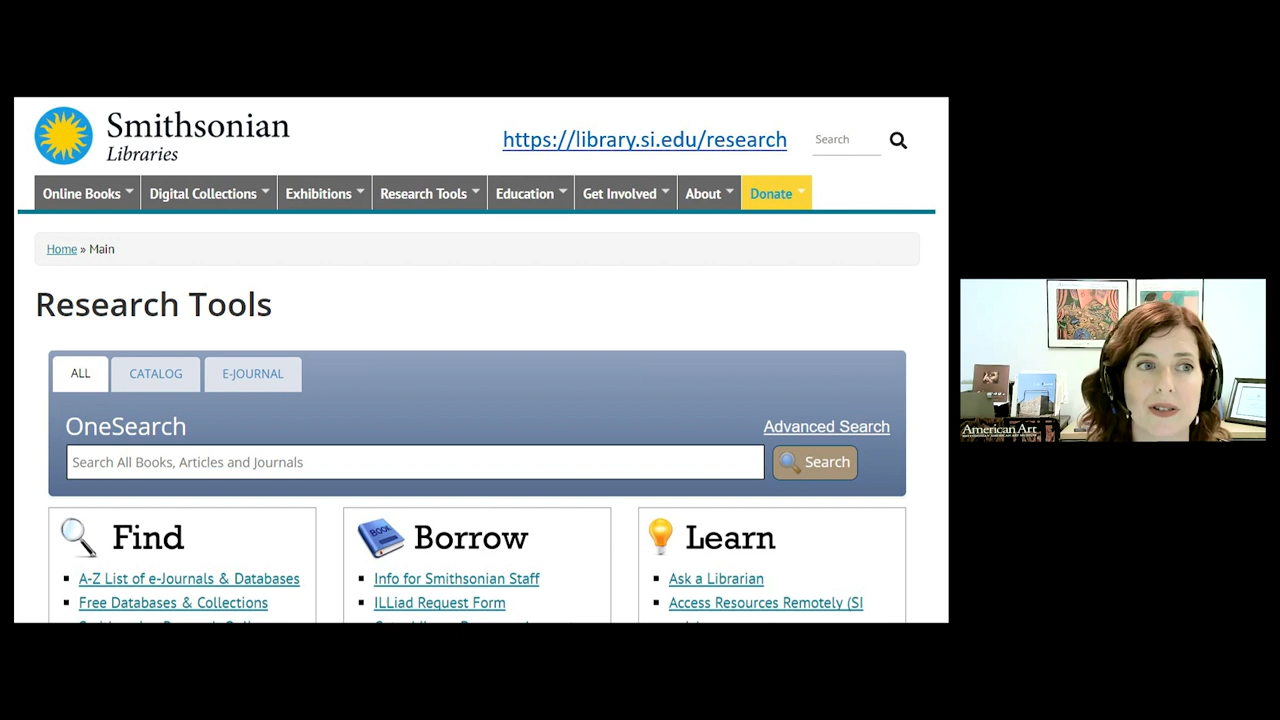 Smithsonian
Libraries
https://library.si.edu/research
Search
Online Books
Digital Collections
Exhibitions
Research Tools
Education
Get Involved
About
Donate
Home » Main
Research Tools
ALL
CATALOG
E-JOURNAL
OneSearch
Advanced Search
Search All Books, Articles and Journals
Search
Find
A-Z List of e-Journals & Databases
Free Databases & Collections
BOOK
Borrow
Info for Smithsonian Staff
ILLiad Request Form
Learn
Ask a Librarian
Access Resources Remotely (SI
American Art